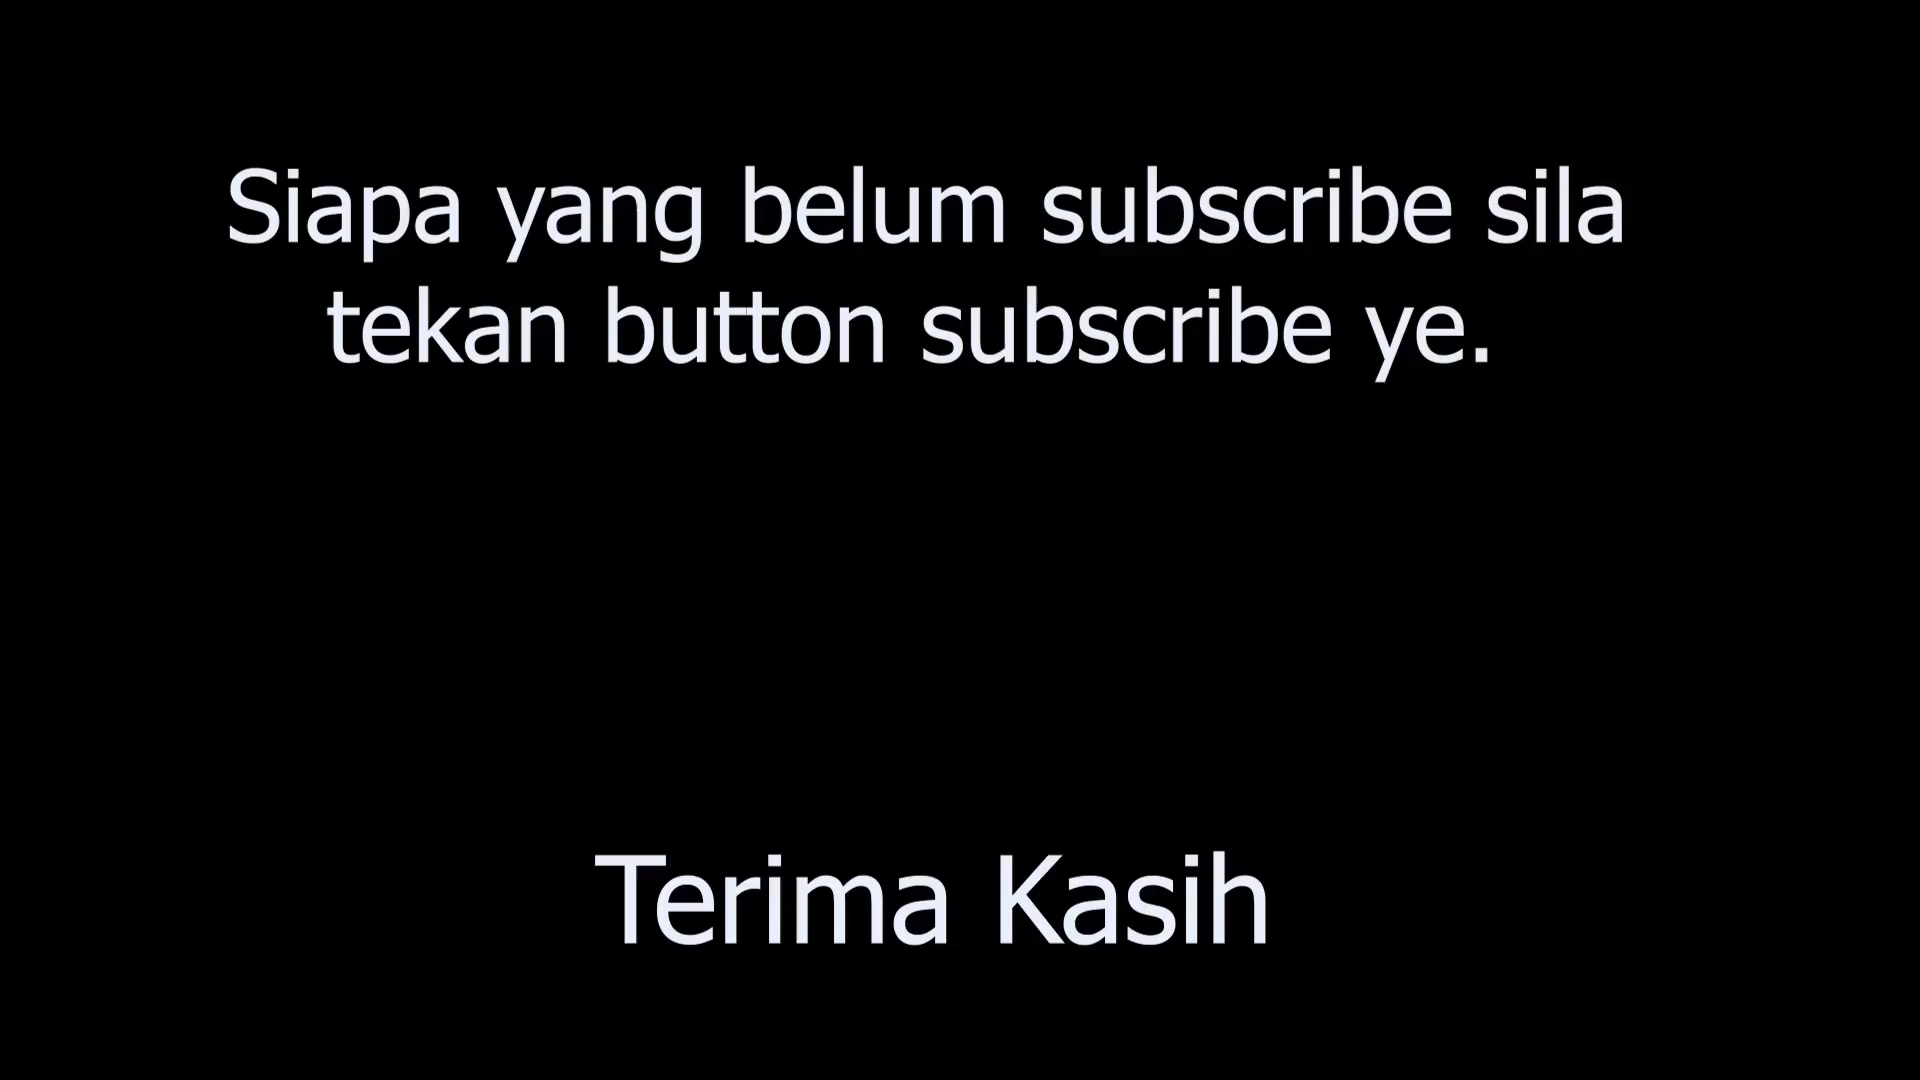 Siapa yang belum subscribe sila
tekan button subscribe ye.
Terima Kasih